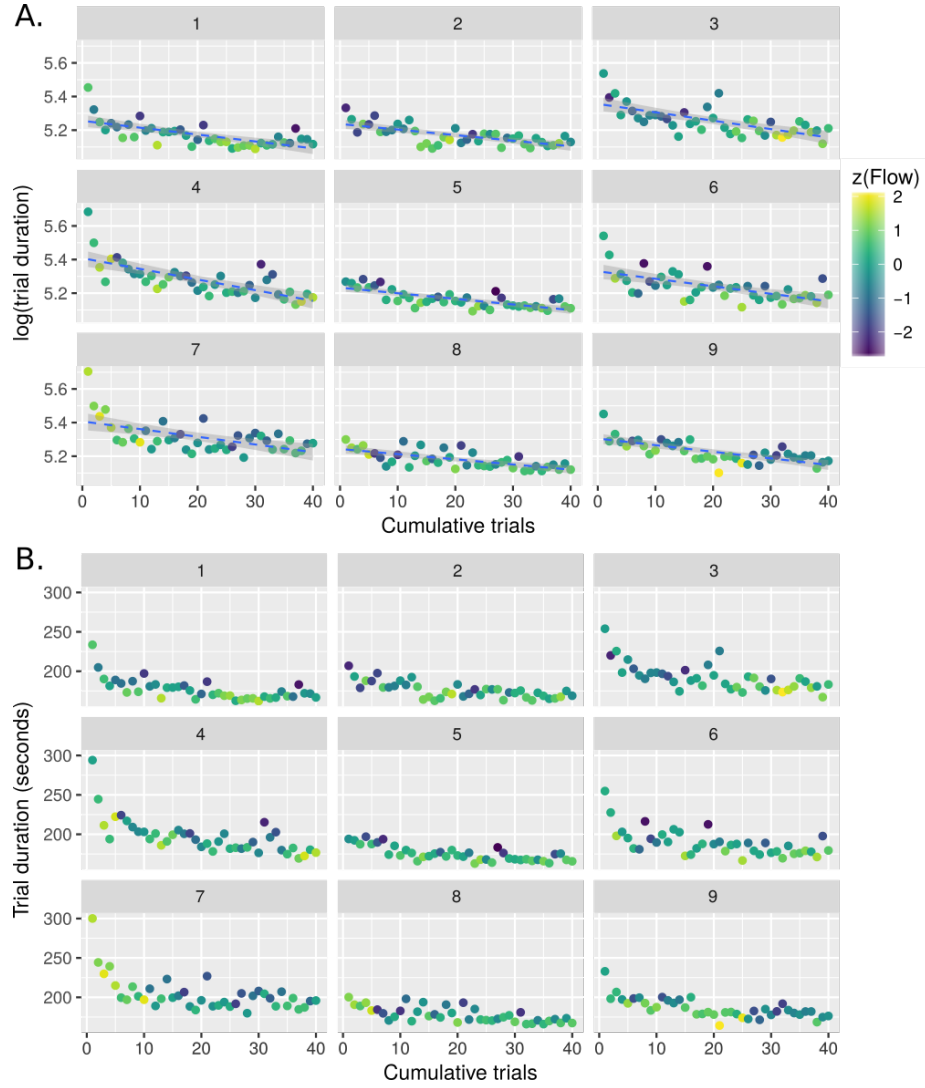 A.
1 2 3
5.6
5.4
5.2
4 5 6
5.6
5.4
5.2
7 8 9
5.6
5.4
5.2
0 10 20 30 40 0 10 20 30 40 0 10 20 30 40
log(trial duration)
Cumulative trials
z(Flow)
2
1
0
−1
−2
B.
1 2 3
300
200
4 5 6
300
250
200
7 8 9
300
250
200
0 10 20 30 40 0 10 20 30 40 0 10 20 30 40
Trial duration (seconds)
Cumulative trials